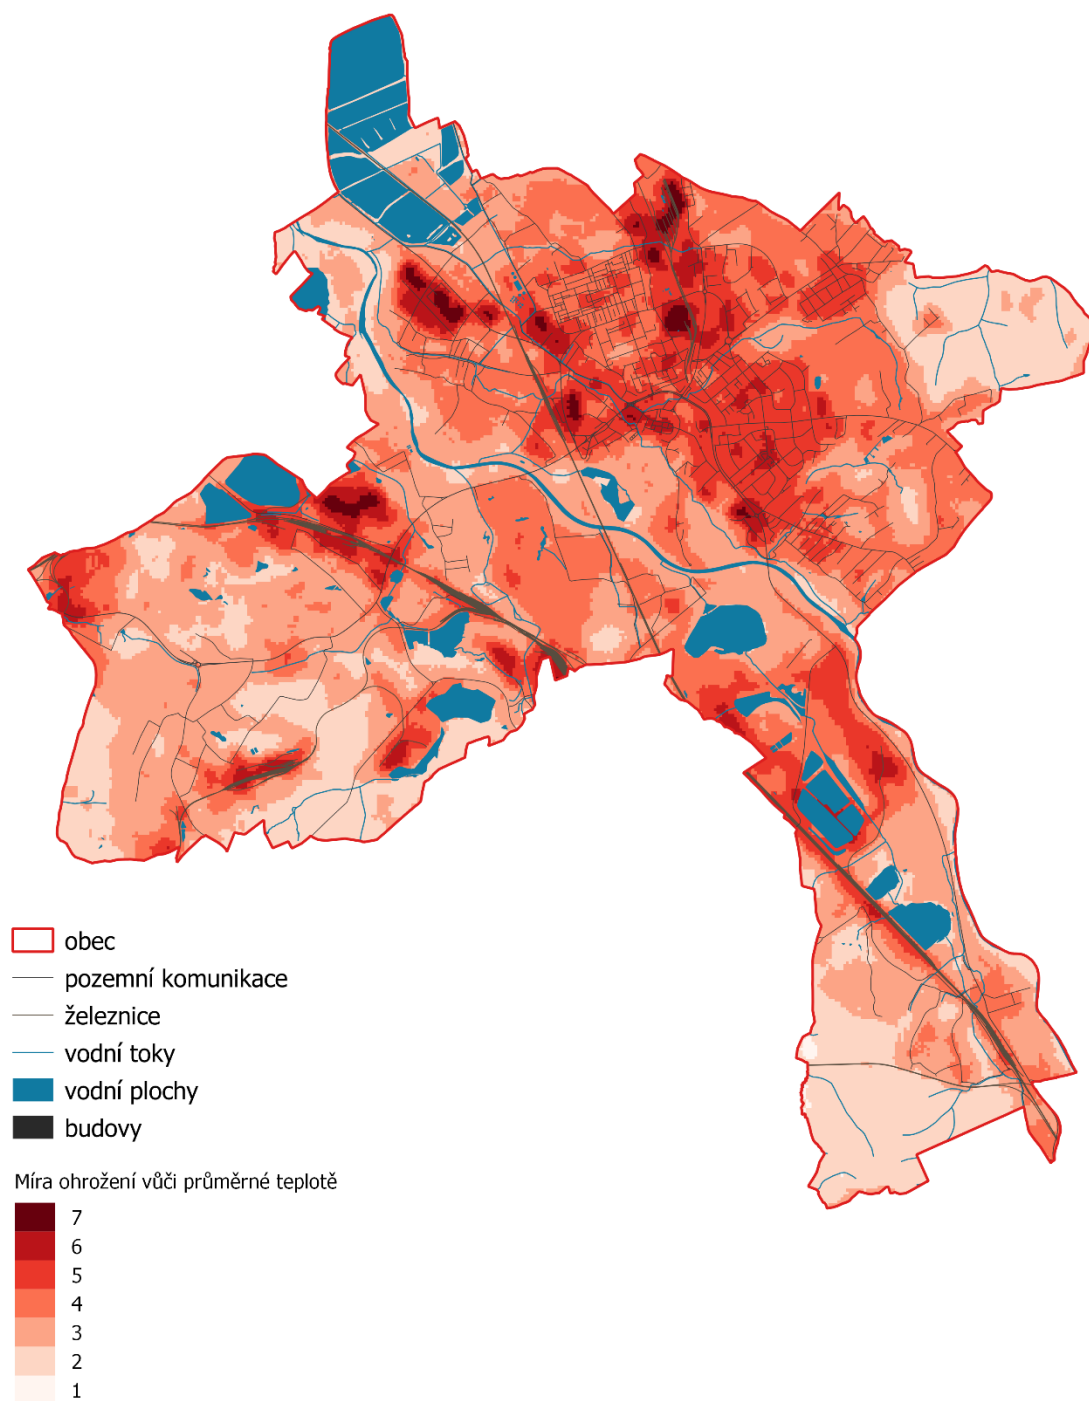 obec
pozemní komunikace
železnice
vodní toky
vodní plochy
budovy
Míra ohrožení vůči průměrné teplotě
7
6
5
4
3
2
1